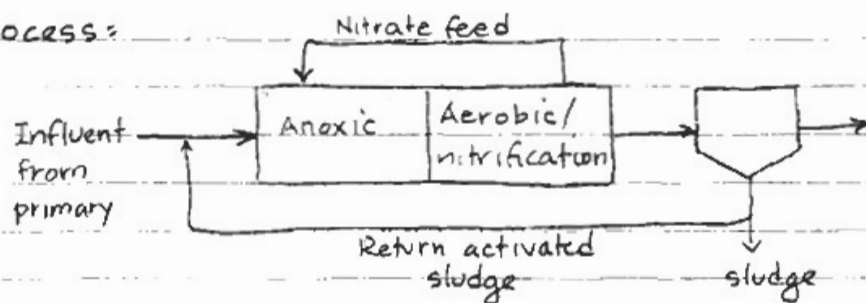 ocess:
Nitrate feed
Influent
from
primary
Anoxic
Aerobic/
nitrification
Return activated
sludge
sludge